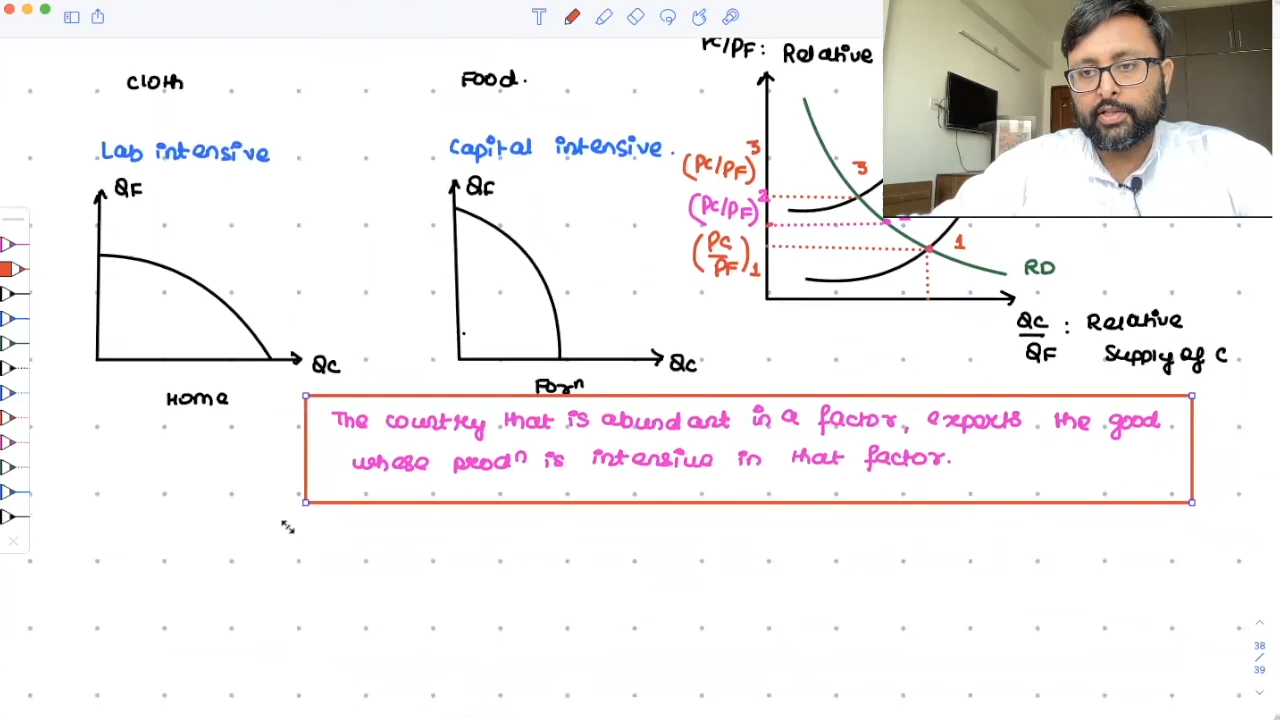 PC/PF: Relative
Cloth
Food.
Lab intensive
Capital intensive.
QF
QC
Home
QF
QC
Forⁿ
(PC/PF)³
(PC/PF)²
(PC/PF)₁
3
1
RD
QC/QF : Relative
Supply of C
The country that is abundant in a factor, exports the good
whose prodⁿ is intensive in that factor.
38
/
39